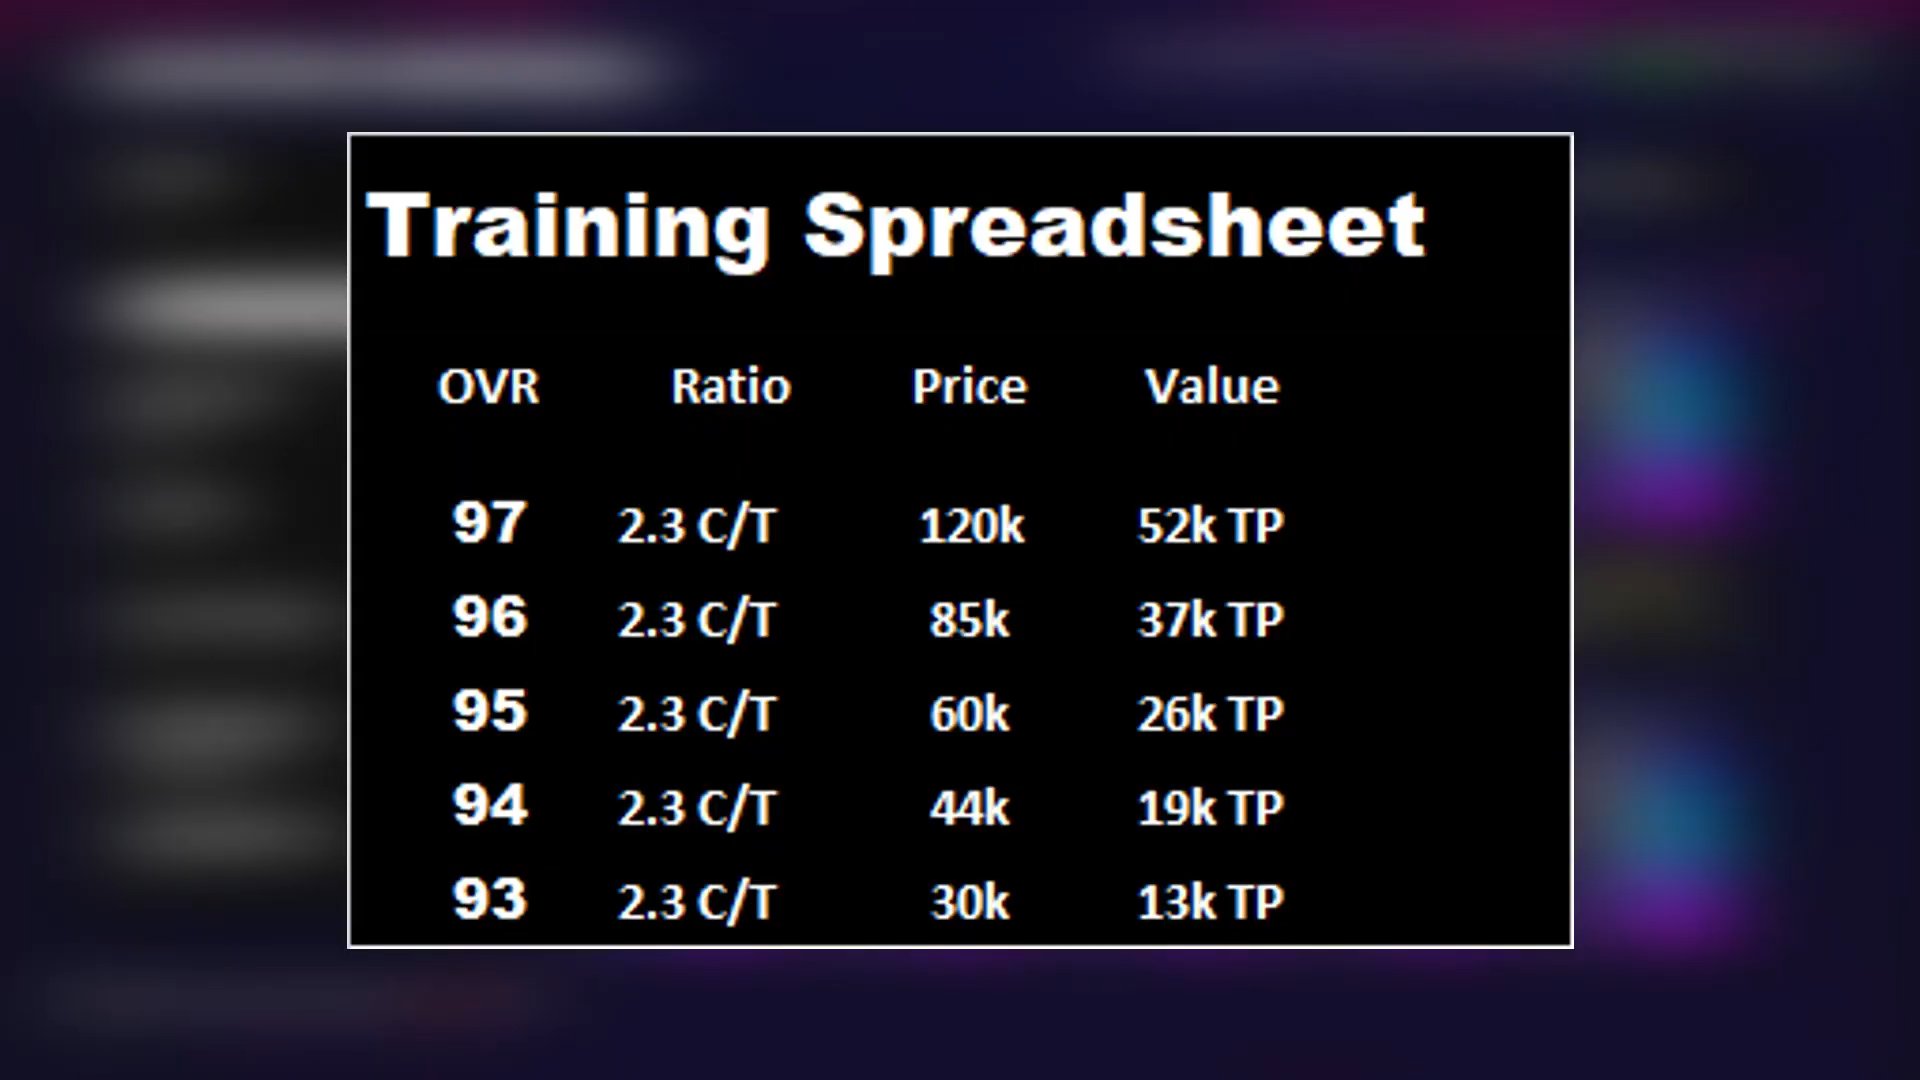 Training Spreadsheet
OVR Ratio Price Value
97 2.3 C/T 120k 52k TP
96 2.3 C/T 85k 37k TP
95 2.3 C/T 60k 26k TP
94 2.3 C/T 44k 19k TP
93 2.3 C/T 30k 13k TP